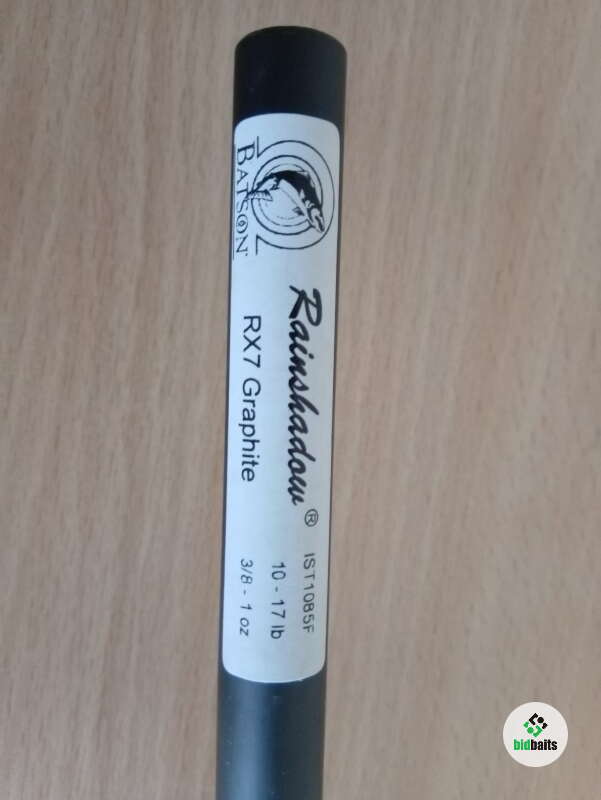 BATSON
Rainshadow®
RX7 Graphite
IST1085F
10 - 17 lb
3/8 - 1 oz
bidbaits